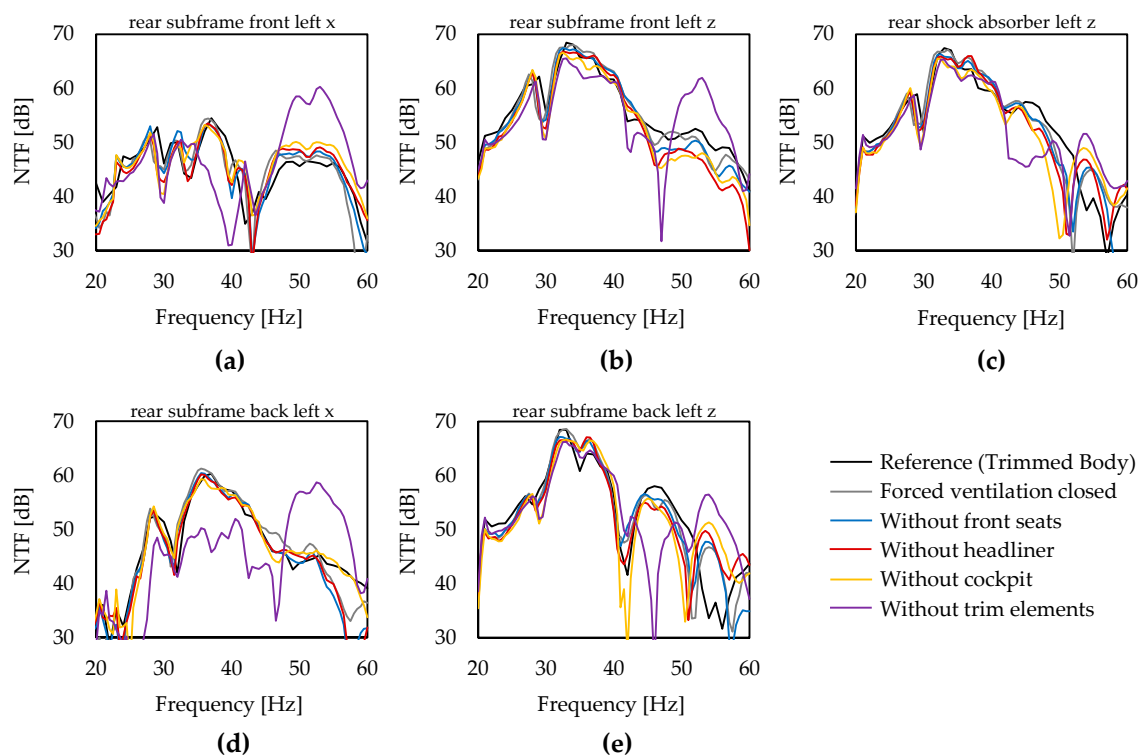 rear subframe front left x
rear subframe front left z
rear shock absorber left z
70
60
50
40
30
NTF [dB]
20 30 40 50 60
Frequency [Hz]
(a)
70
60
50
40
30
NTF [dB]
20 30 40 50 60
Frequency [Hz]
(b)
70
60
50
40
30
NTF [dB]
20 30 40 50 60
Frequency [Hz]
(c)
rear subframe back left x
70
60
50
40
30
NTF [dB]
20 30 40 50 60
Frequency [Hz]
(d)
rear subframe back left z
70
60
50
40
30
NTF [dB]
20 30 40 50 60
Frequency [Hz]
(e)
Reference (Trimmed Body)
Forced ventilation closed
Without front seats
Without headliner
Without cockpit
Without trim elements